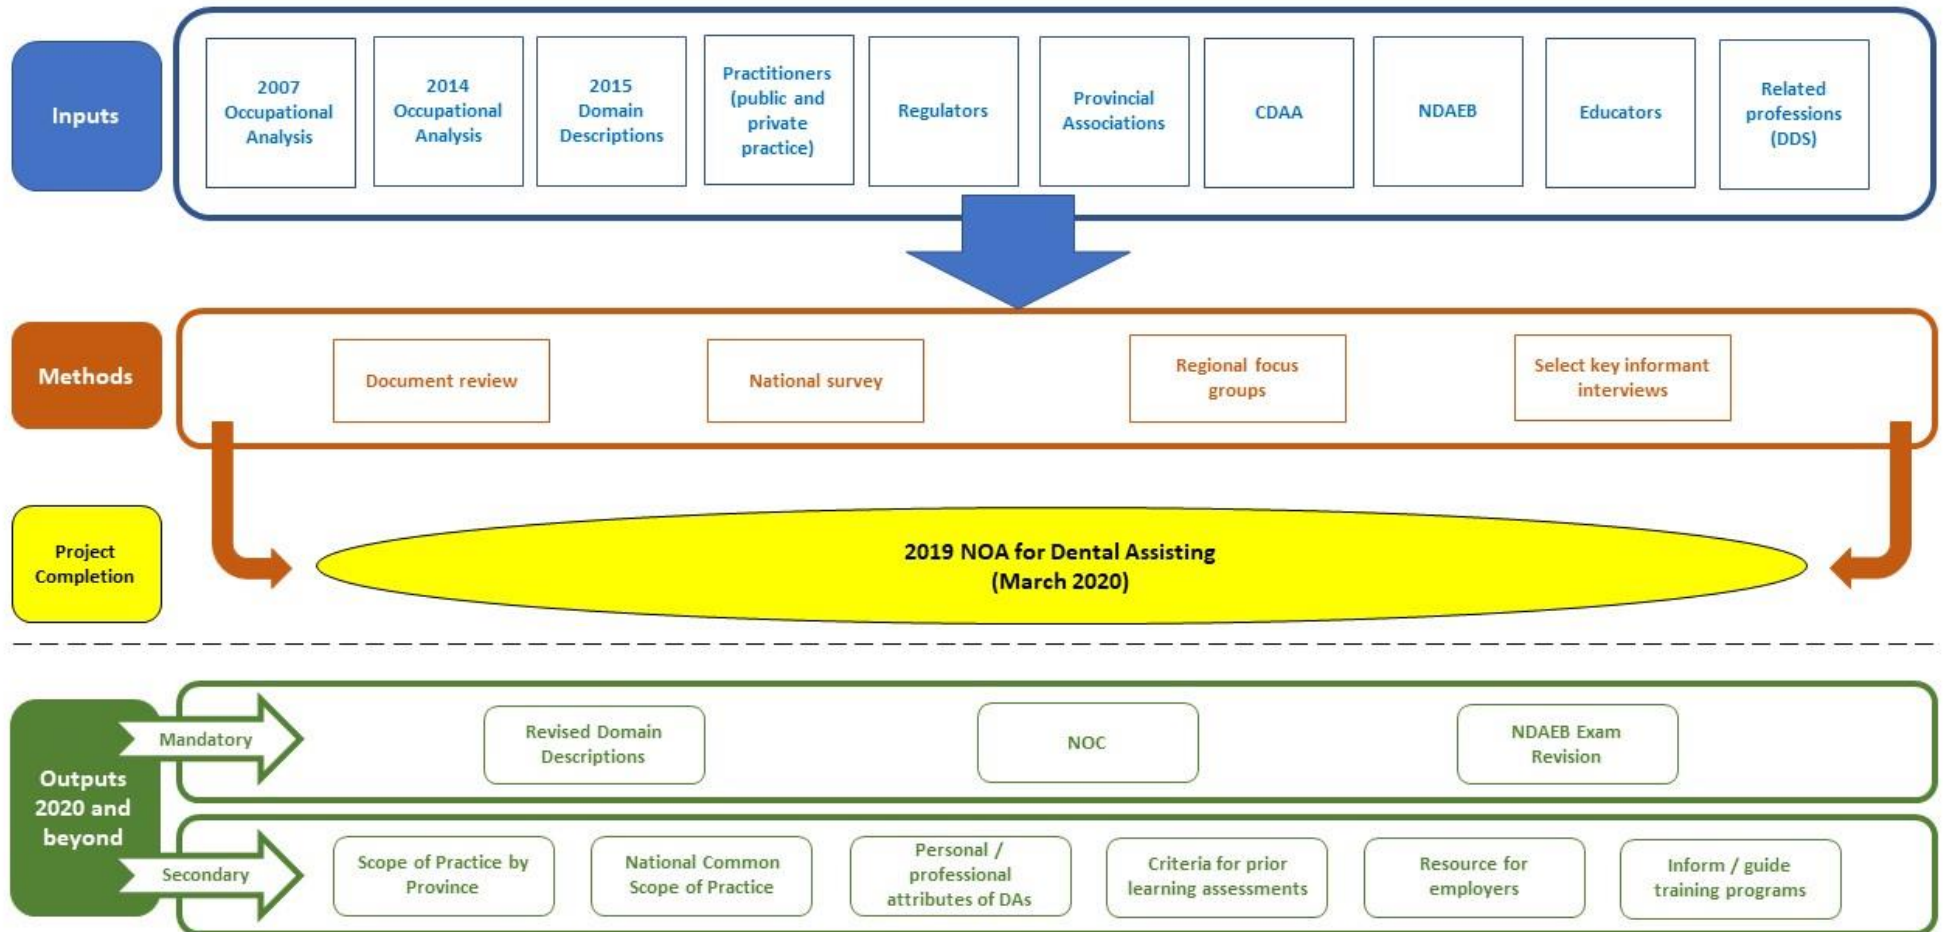 Inputs
2007
Occupational
Analysis
2014
Occupational
Analysis
2015
Domain
Descriptions
Practitioners
(public and
private
practice)
Regulators
Provincial
Associations
CDAA
NDAEB
Educators
Related
professions
(DDS)
Methods
Document review
National survey
Regional focus
groups
Select key informant
interviews
Project
Completion
2019 NOA for Dental Assisting
(March 2020)
Outputs
2020 and
beyond
Mandatory
Revised Domain
Descriptions
NOC
NDAEB Exam
Revision
Secondary
Scope of Practice by
Province
National Common
Scope of Practice
Personal /
professional
attributes of DAs
Criteria for prior
learning assessments
Resource for
employers
Inform / guide
training programs